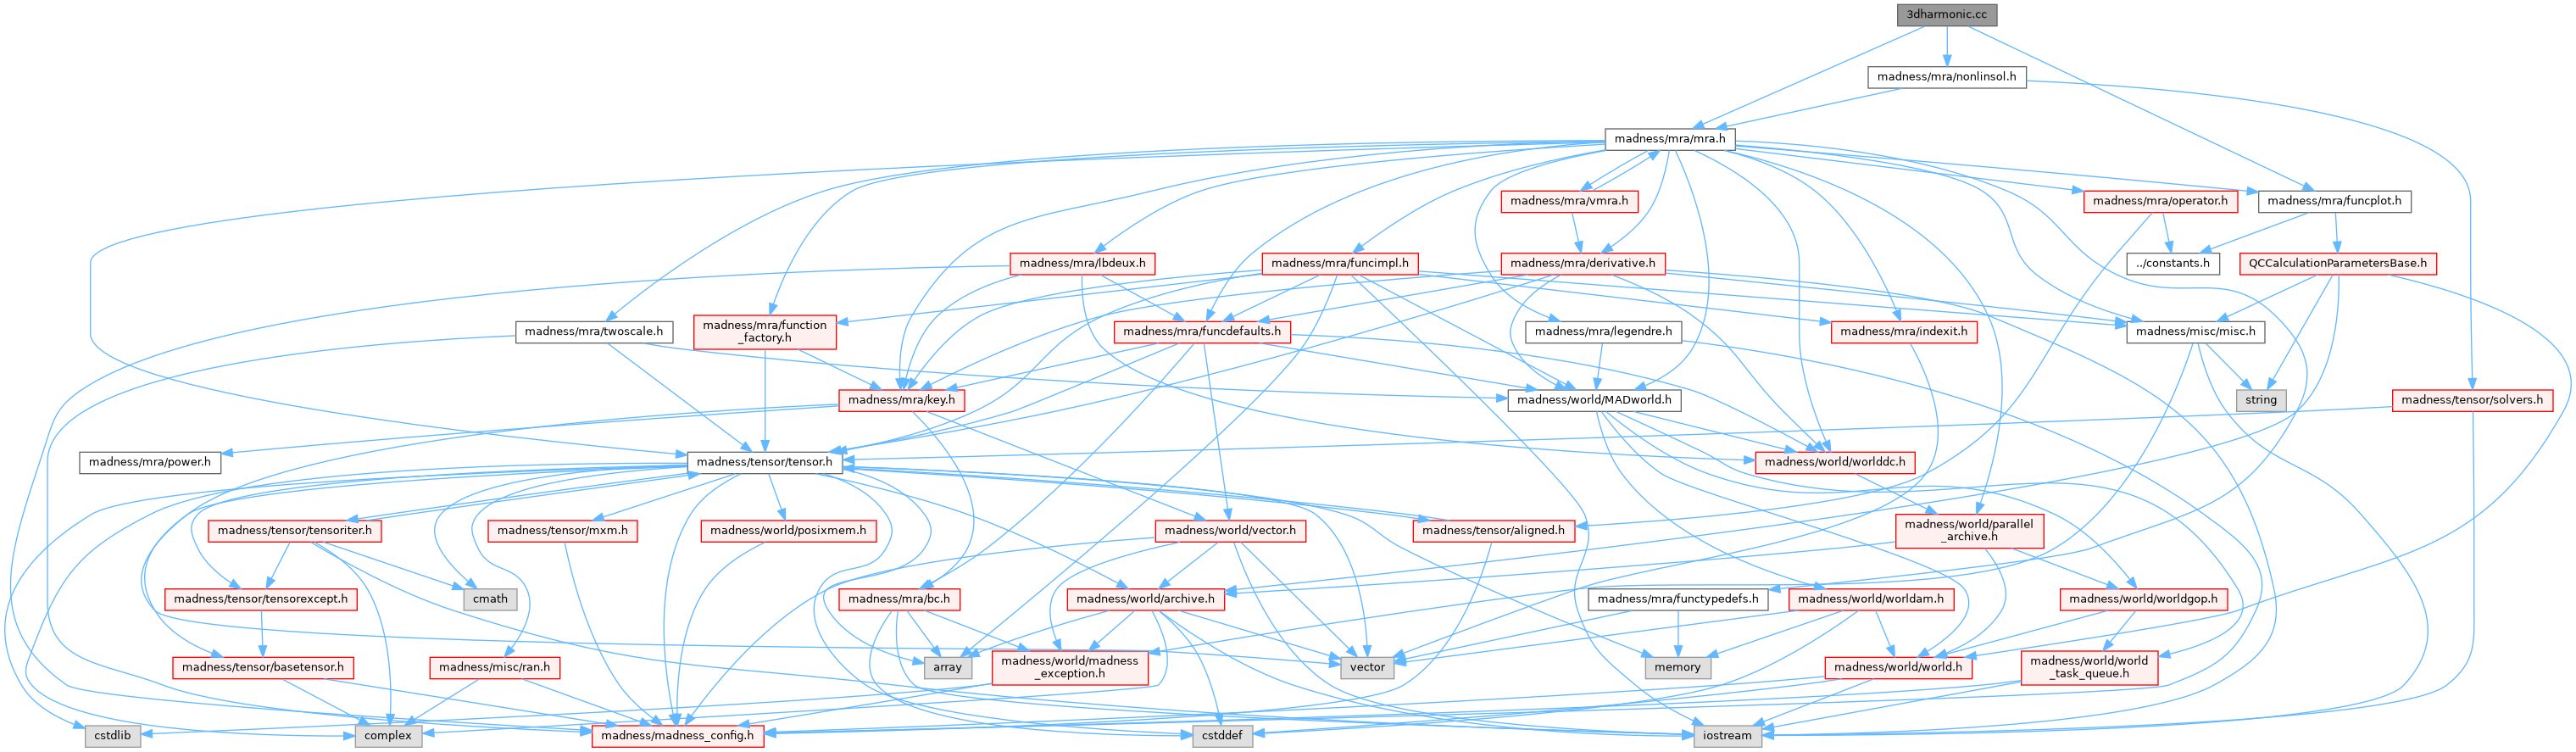 3dharmonic.cc
madness/mra/nonlinsol.h
madness/mra/mra.h
madness/mra/vmra.h
madness/mra/operator.h
madness/mra/funcplot.h
madness/mra/lbdeux.h
madness/mra/funcimpl.h
madness/mra/derivative.h
../constants.h
QCCalculationParametersBase.h
madness/mra/twoscale.h
madness/mra/function
_factory.h
madness/mra/funcdefaults.h
madness/mra/legendre.h
madness/mra/indexit.h
madness/misc/misc.h
madness/mra/key.h
madness/world/MADworld.h
string
madness/tensor/solvers.h
madness/mra/power.h
madness/tensor/tensor.h
madness/world/worlddc.h
madness/tensor/tensoriter.h
madness/tensor/mxm.h
madness/world/posixmem.h
madness/tensor/aligned.h
madness/world/vector.h
madness/world/parallel
_archive.h
madness/tensor/tensorexcept.h
cmath
madness/mra/bc.h
madness/world/archive.h
madness/mra/functypedefs.h
madness/world/worldam.h
madness/world/worldgop.h
madness/tensor/basetensor.h
madness/misc/ran.h
array
madness/world/madness
_exception.h
vector
memory
madness/world/world.h
madness/world/world
_task_queue.h
cstdlib
complex
madness/madness_config.h
cstddef
iostream